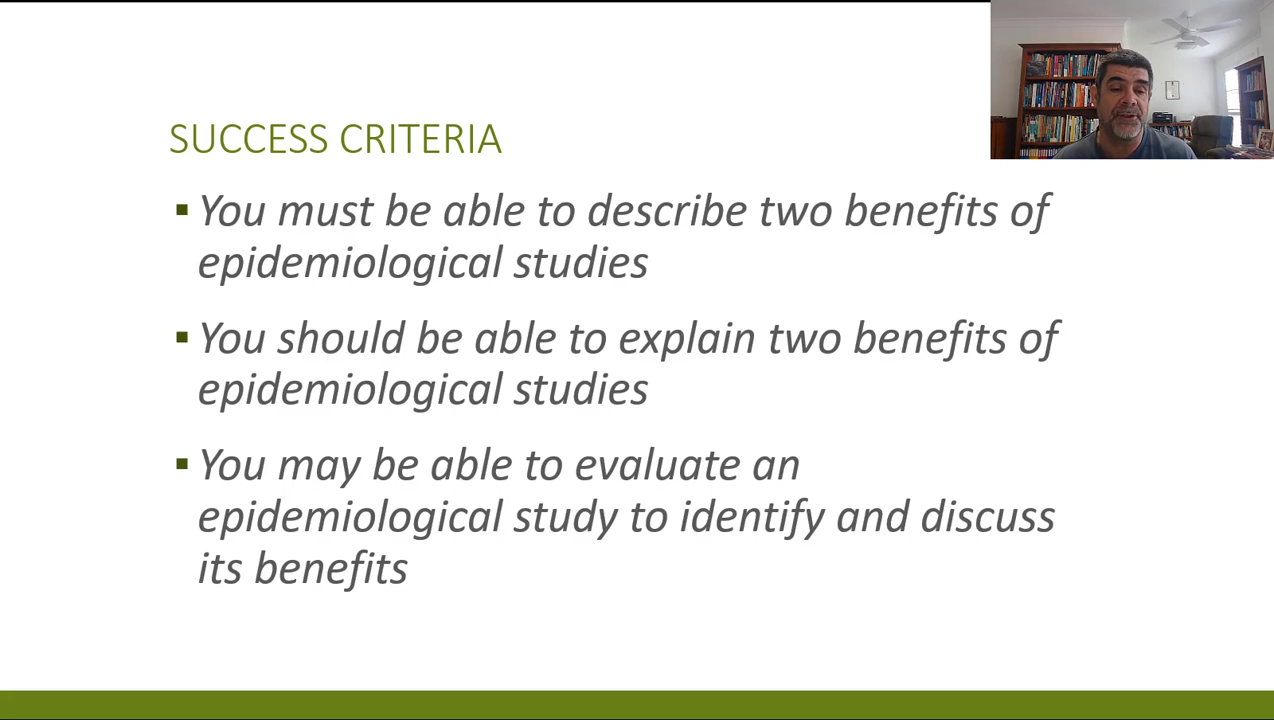 SUCCESS CRITERIA
▪ You must be able to describe two benefits of
epidemiological studies
▪ You should be able to explain two benefits of
epidemiological studies
▪ You may be able to evaluate an
epidemiological study to identify and discuss
its benefits